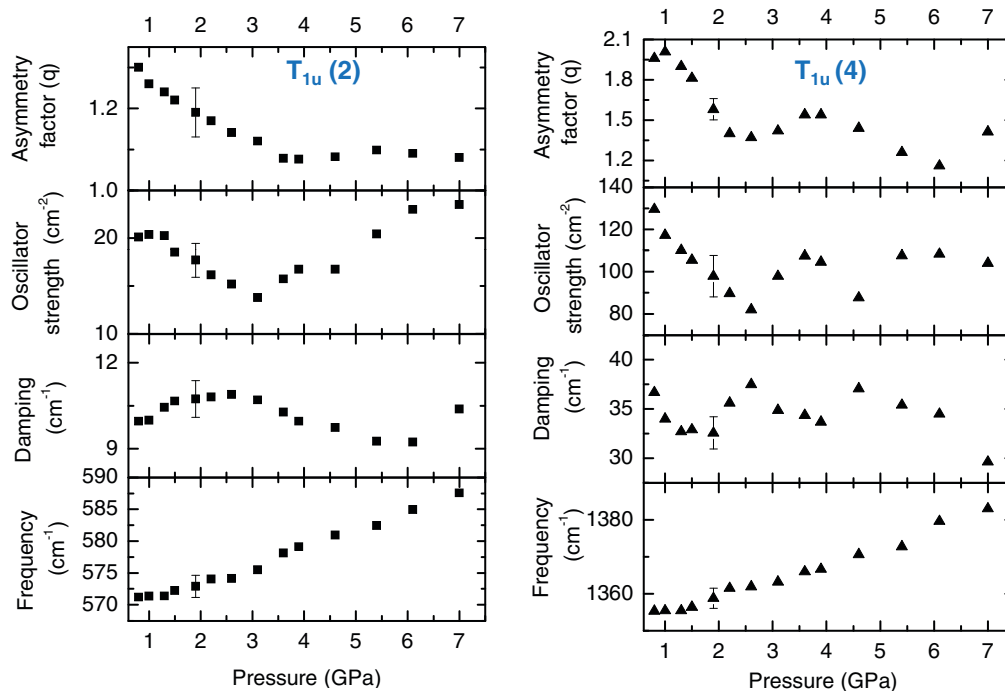 1 2 3 4 5 6 7
T1u (2)
Asymmetry
factor (q)
1.2
1.0
Oscillator
strength (cm-2)
20
10
Damping
(cm-1)
12
9
590
Frequency
(cm-1)
585
580
575
570
1 2 3 4 5 6 7
Pressure (GPa)
1 2 3 4 5 6 7
T1u (4)
Asymmetry
factor (q)
2.1
1.8
1.5
1.2
140
Oscillator
strength (cm-2)
120
100
80
Damping
(cm-1)
40
35
30
Frequency
(cm-1)
1380
1360
1 2 3 4 5 6 7
Pressure (GPa)